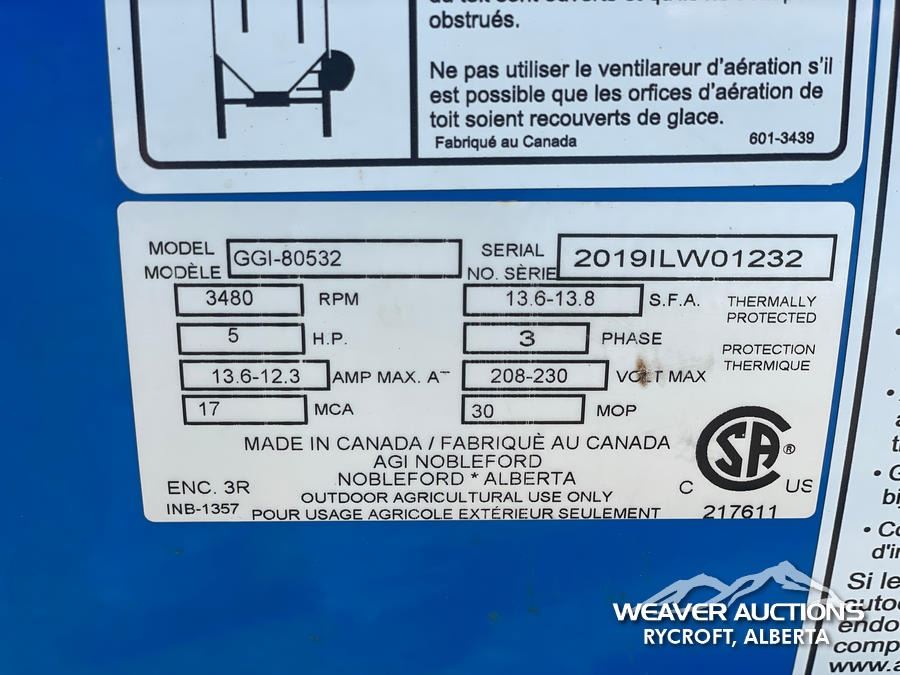 obstrués.
Ne pas utiliser le ventilareur d'aération s'il
est possible que les orfices d'aération de
toit soient recouverts de glace.
Fabriqué au Canada 601-3439
MODEL
MODÈLE GGI-80532
SERIAL
NO. SÈRIE 2019ILW01232
3480 RPM
13.6-13.8 S.F.A.
THERMALLY
PROTECTED
5 H.P.
3 PHASE
PROTECTION
THERMIQUE
13.6-12.3 AMP MAX. A
208-230 VOLT MAX
17 MCA
30 MOP
MADE IN CANADA / FABRIQUÈ AU CANADA
AGI NOBLEFORD
NOBLEFORD * ALBERTA
OUTDOOR AGRICULTURAL USE ONLY
POUR USAGE AGRICOLE EXTÉRIEUR SEULEMENT
ENC. 3R
INB-1357
SA ®
C US
217611
Si le
WEAVER AUCTIONS
RYCROFT, ALBERTA